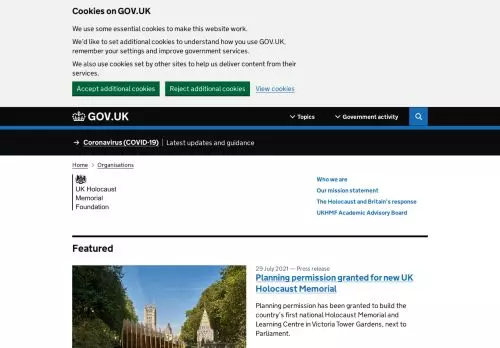 Cookies on GOV.UK
We use some essential cookies to make this website work.
We'd like to set additional cookies to understand how you use GOV.UK,
remember your settings and improve government services.
We also use cookies set by other sites to help us deliver content from their
services.
Accept additional cookies
Reject additional cookies
View cookies
GOV.UK
Topics
Government activity
→ Coronavirus (COVID-19) | Latest updates and guidance
Home > Organisations
UK Holocaust
Memorial
Foundation
Who we are
Our mission statement
The Holocaust and Britain's response
UKHMF Academic Advisory Board
Featured
29 July 2021 — Press release
Planning permission granted for new UK
Holocaust Memorial
Planning permission has been granted to build the
country's first national Holocaust Memorial and
Learning Centre in Victoria Tower Gardens, next to
Parliament.